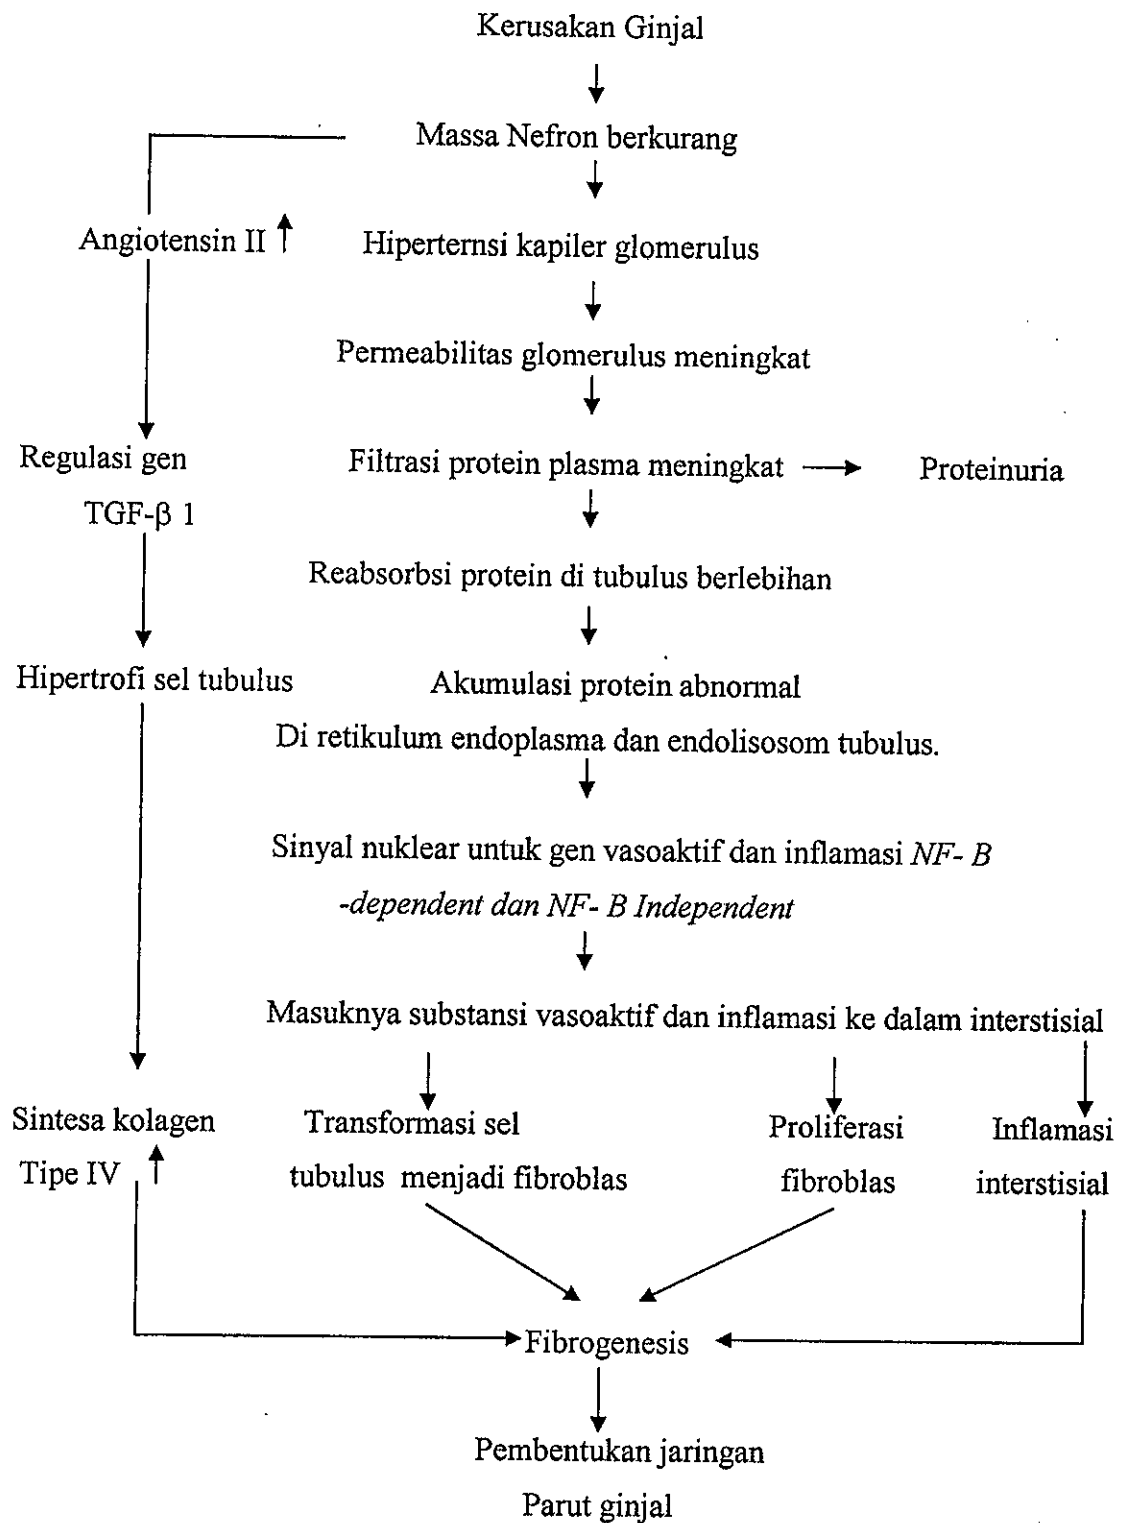 Kerusakan Ginjal
Massa Nefron berkurang
Angiotensin II
Hiperternsi kapiler glomerulus
Permeabilitas glomerulus meningkat
Regulasi gen
TGF-β 1
Filtrasi protein plasma meningkat
Proteinuria
Reabsorbsi protein di tubulus berlebihan
Hipertrofi sel tubulus
Akumulasi protein abnormal
Di retikulum endoplasma dan endolisosom tubulus.
Sinyal nuklear untuk gen vasoaktif dan inflamasi NF- B
-dependent dan NF- B Independent
Masuknya substansi vasoaktif dan inflamasi ke dalam interstisial
Sintesa kolagen
Tipe IV
Transformasi sel
tubulus menjadi fibroblas
Proliferasi
fibroblas
Inflamasi
interstisial
Fibrogenesis
Pembentukan jaringan
Parut ginjal